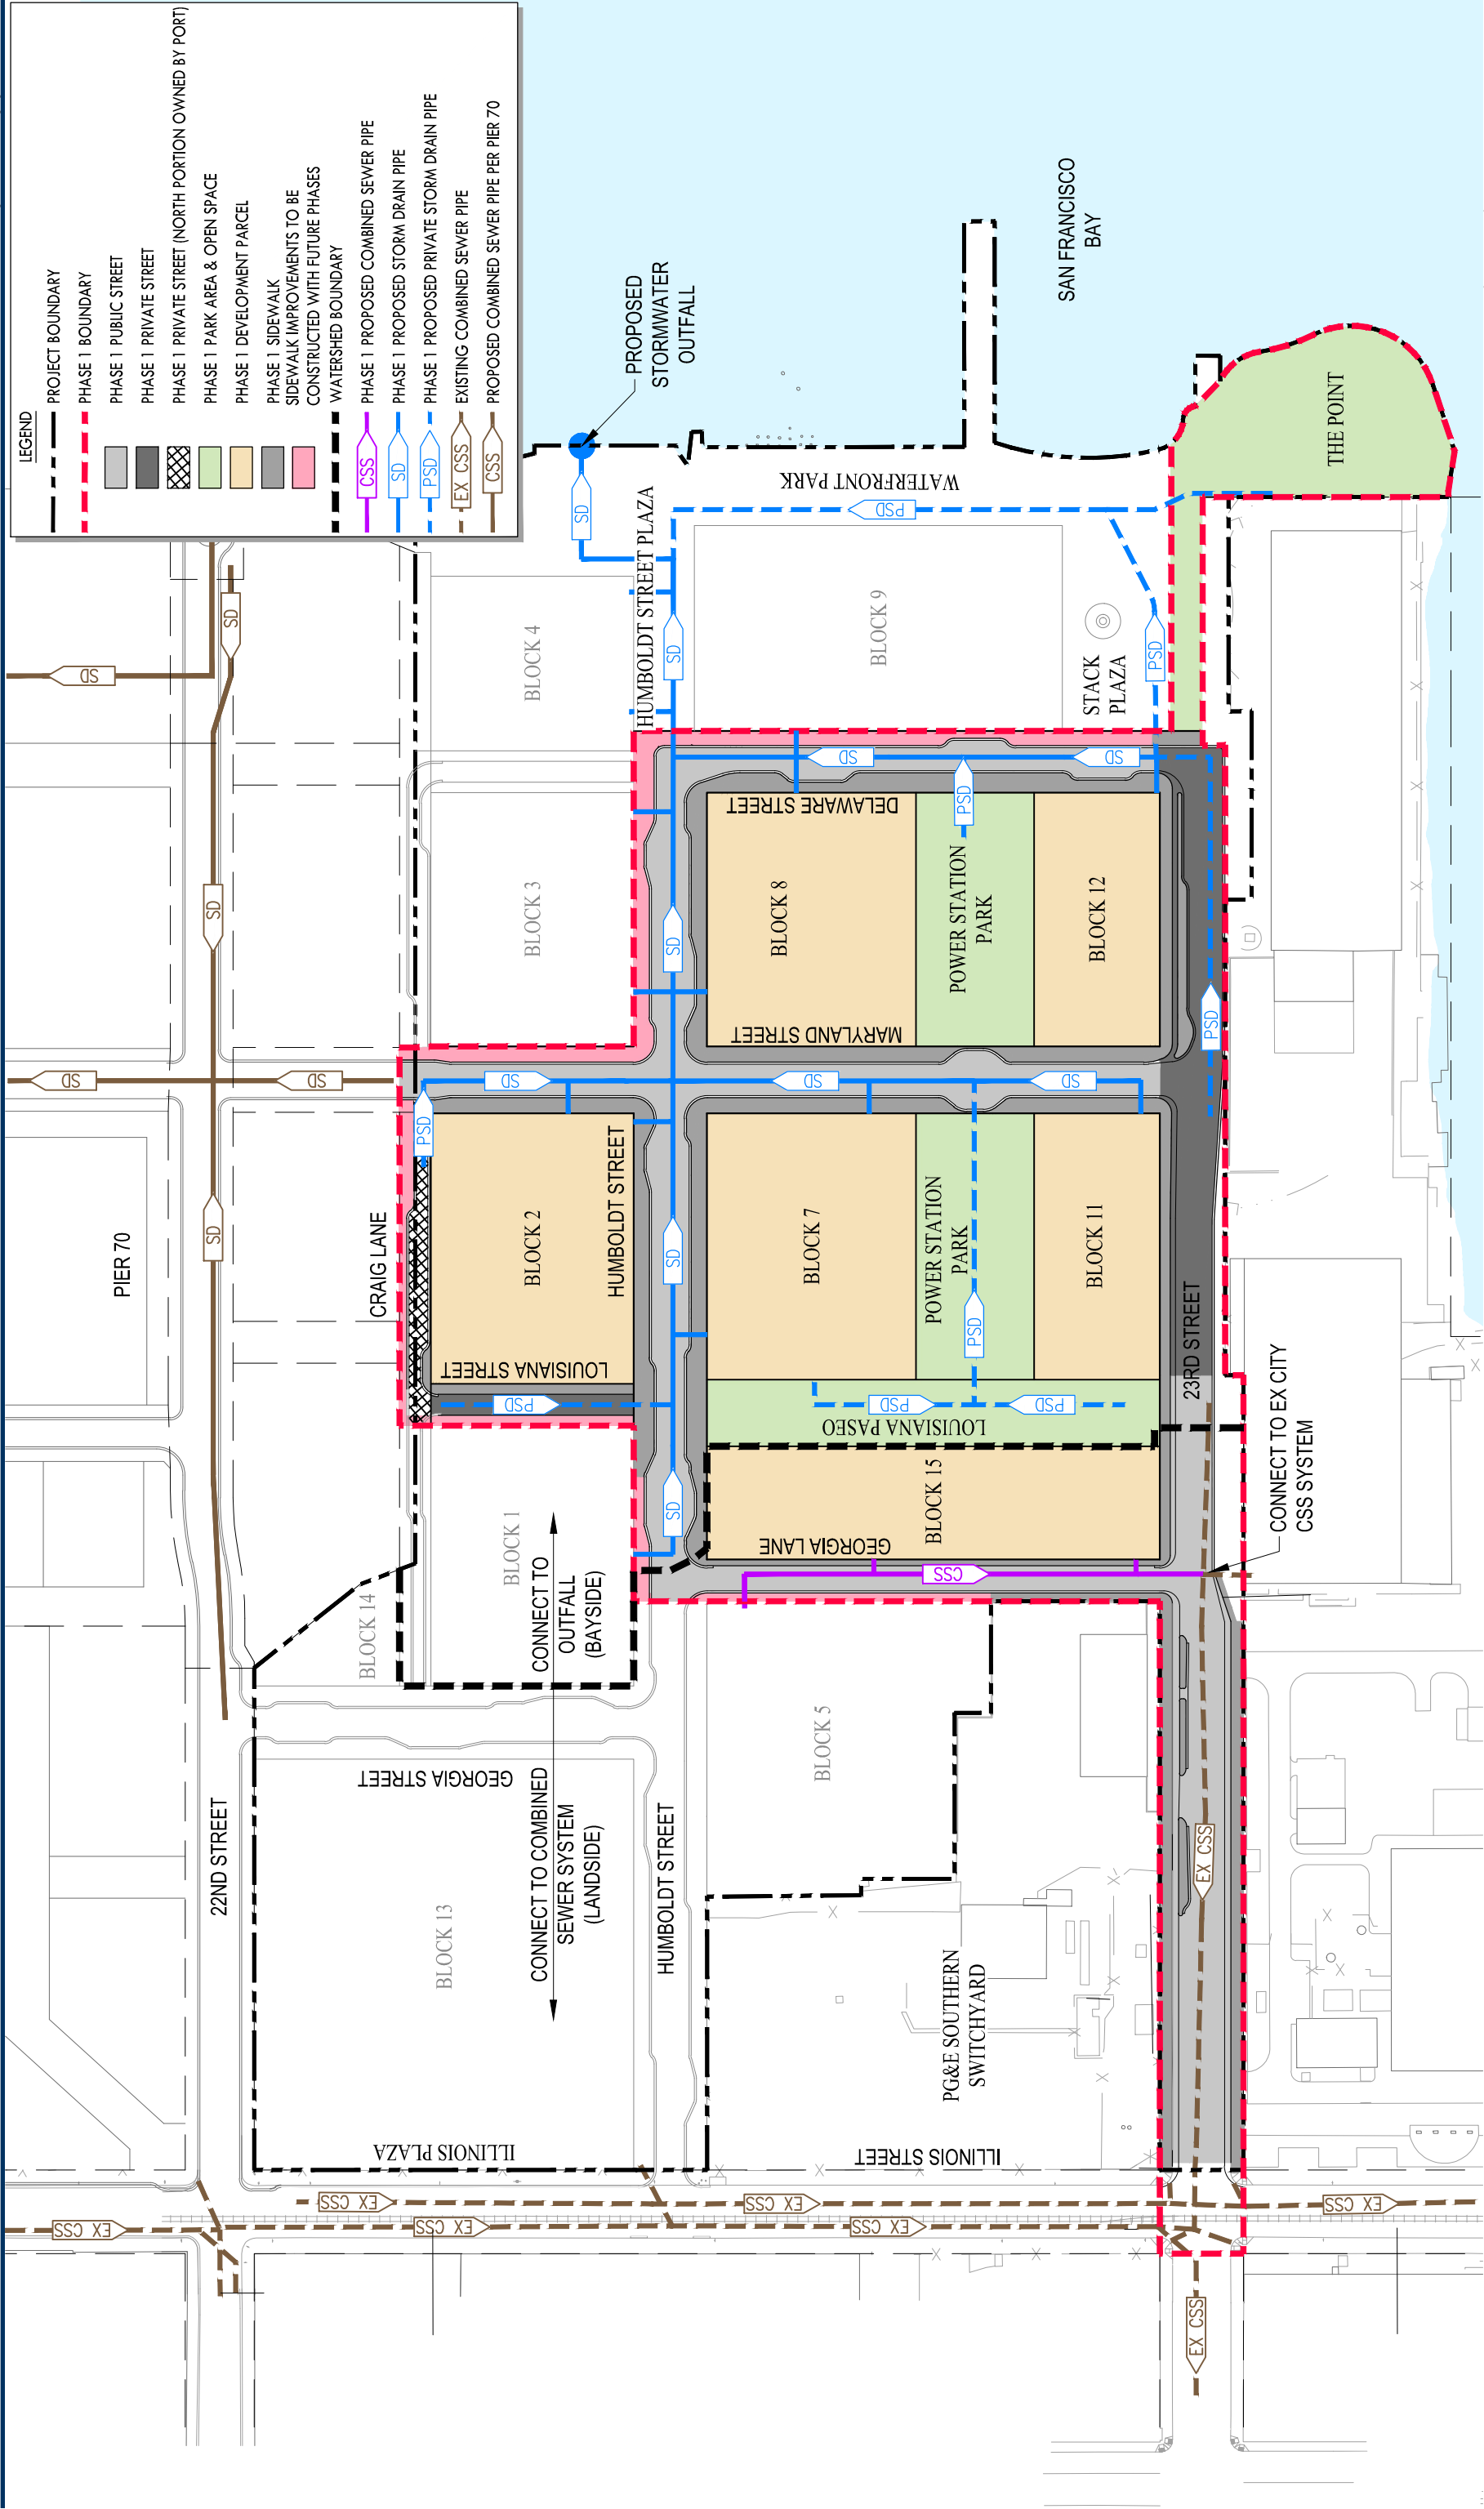 LEGEND
PROJECT BOUNDARY
PHASE 1 BOUNDARY
PHASE 1 PUBLIC STREET
PHASE 1 PRIVATE STREET
PHASE 1 PRIVATE STREET (NORTH PORTION OWNED BY PORT)
PHASE 1 PARK AREA & OPEN SPACE
PHASE 1 DEVELOPMENT PARCEL
PHASE 1 SIDEWALK
SIDEWALK IMPROVEMENTS TO BE
CONSTRUCTED WITH FUTURE PHASES
WATERSHED BOUNDARY
CSS
PHASE 1 PROPOSED COMBINED SEWER PIPE
SD
PHASE 1 PROPOSED STORM DRAIN PIPE
PSD
PHASE 1 PROPOSED PRIVATE STORM DRAIN PIPE
EX CSS
EXISTING COMBINED SEWER PIPE
CSS
PROPOSED COMBINED SEWER PIPE PER PIER 70
PIER 70
SD
SD
SD
SD
SD
SD
22ND STREET
CRAIG LANE
PSD
BLOCK 14
BLOCK 13
BLOCK 1
BLOCK 2
BLOCK 3
BLOCK 4
GEORGIA STREET
LOUISIANA STREET
PSD
SD
CONNECT TO COMBINED
SEWER SYSTEM
(LANDSIDE)
CONNECT TO
OUTFALL
(BAYSIDE)
ILLINOIS PLAZA
HUMBOLDT STREET
HUMBOLDT STREET
HUMBOLDT STREET PLAZA
SD
PROPOSED
STORMWATER
OUTFALL
SD
SD
SD
SD
BLOCK 5
BLOCK 15
BLOCK 7
BLOCK 8
BLOCK 9
GEORGIA LANE
LOUISIANA PASEO
MARYLAND STREET
DELAWARE STREET
WATERFRONT PARK
CSS
PSD
PSD
PSD
SD
SD
SD
SD
PSD
PSD
POWER STATION
PARK
POWER STATION
PARK
STACK
PLAZA
PSD
BLOCK 11
BLOCK 12
PG&E SOUTHERN
SWITCHYARD
ILLINOIS STREET
23RD STREET
PSD
CONNECT TO EX CITY
CSS SYSTEM
THE POINT
SAN FRANCISCO
BAY
EX CSS
EX CSS
EX CSS
EX CSS
EX CSS
EX CSS
EX CSS
EX CSS